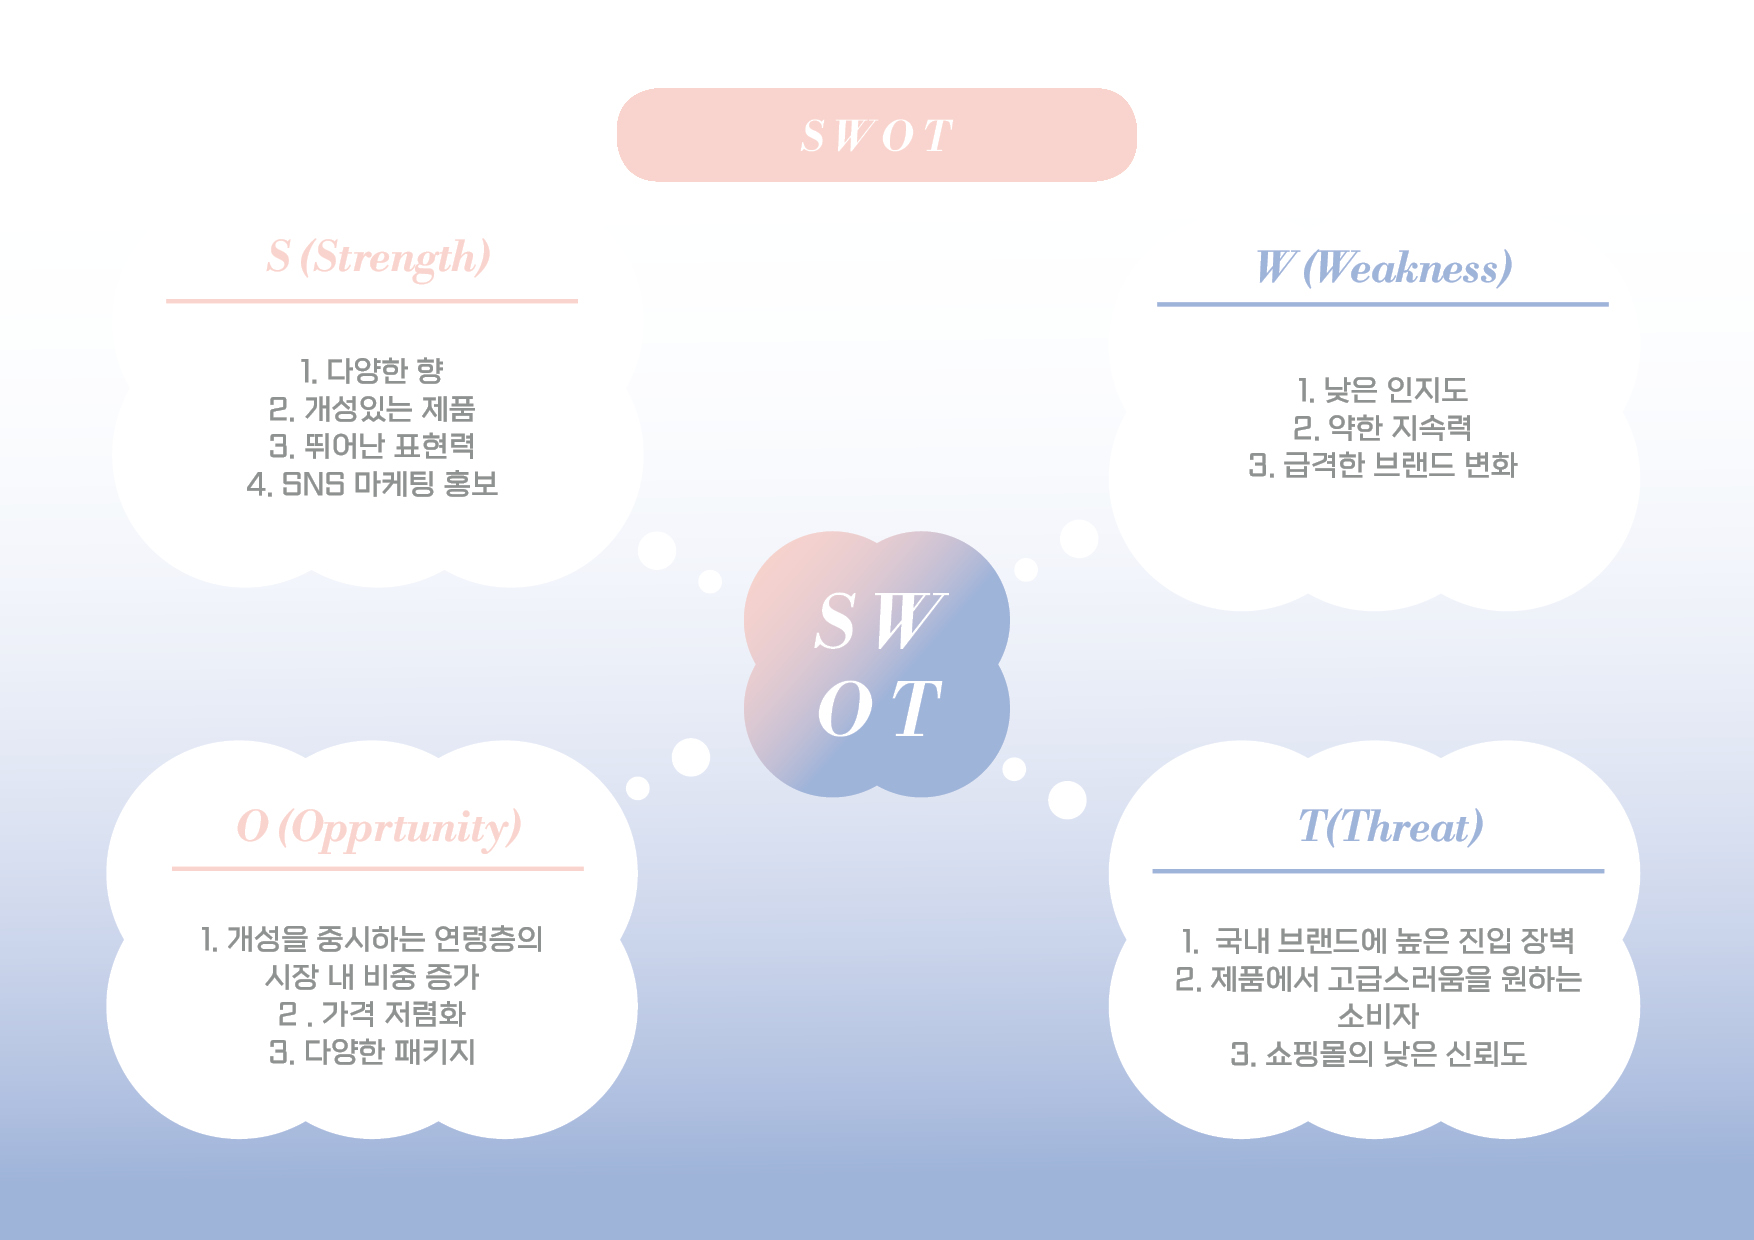 SWOT
S (Strength)
1. 다양한 향
2. 개성있는 제품
3. 뛰어난 표현력
4. SNS 마케팅 홍보
W (Weakness)
1. 낮은 인지도
2. 약한 지속력
3. 급격한 브랜드 변화
S W
O T
O (Opprtunity)
1. 개성을 중시하는 연령층의
시장 내 비중 증가
2 . 가격 저렴화
3. 다양한 패키지
T(Threat)
1. 국내 브랜드에 높은 진입 장벽
2. 제품에서 고급스러움을 원하는
소비자
3. 쇼핑몰의 낮은 신뢰도